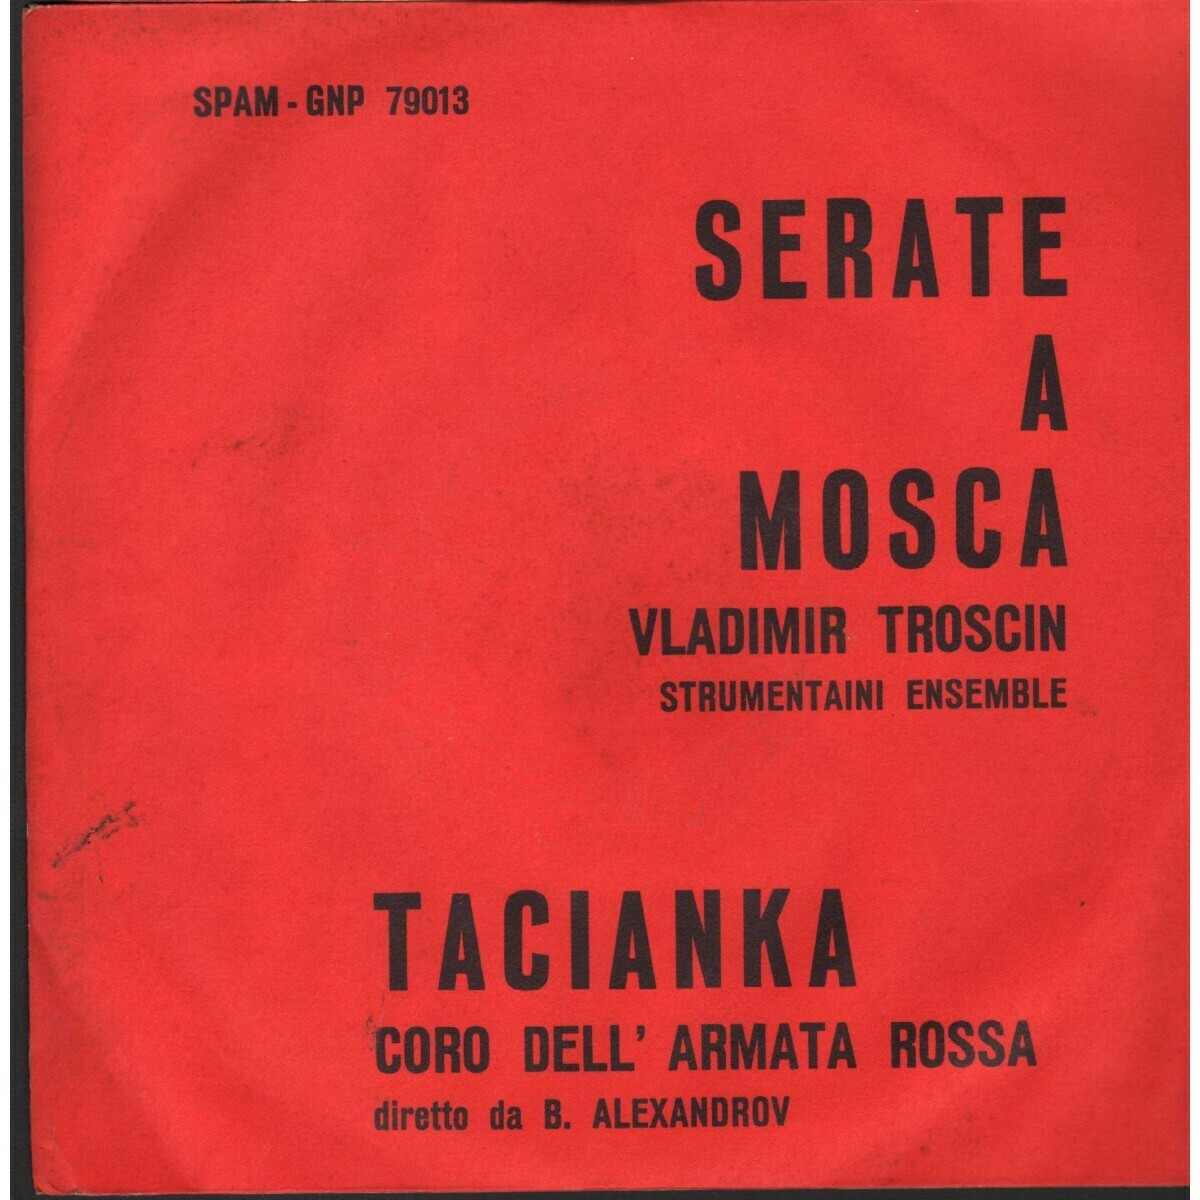 SPAM - GNP 79013
SERATE
A
MOSCA
VLADIMIR TROSCIN
STRUMENTAINI ENSEMBLE
TACIANKA
CORO DELL' ARMATA ROSSA
diretto da B. ALEXANDROV